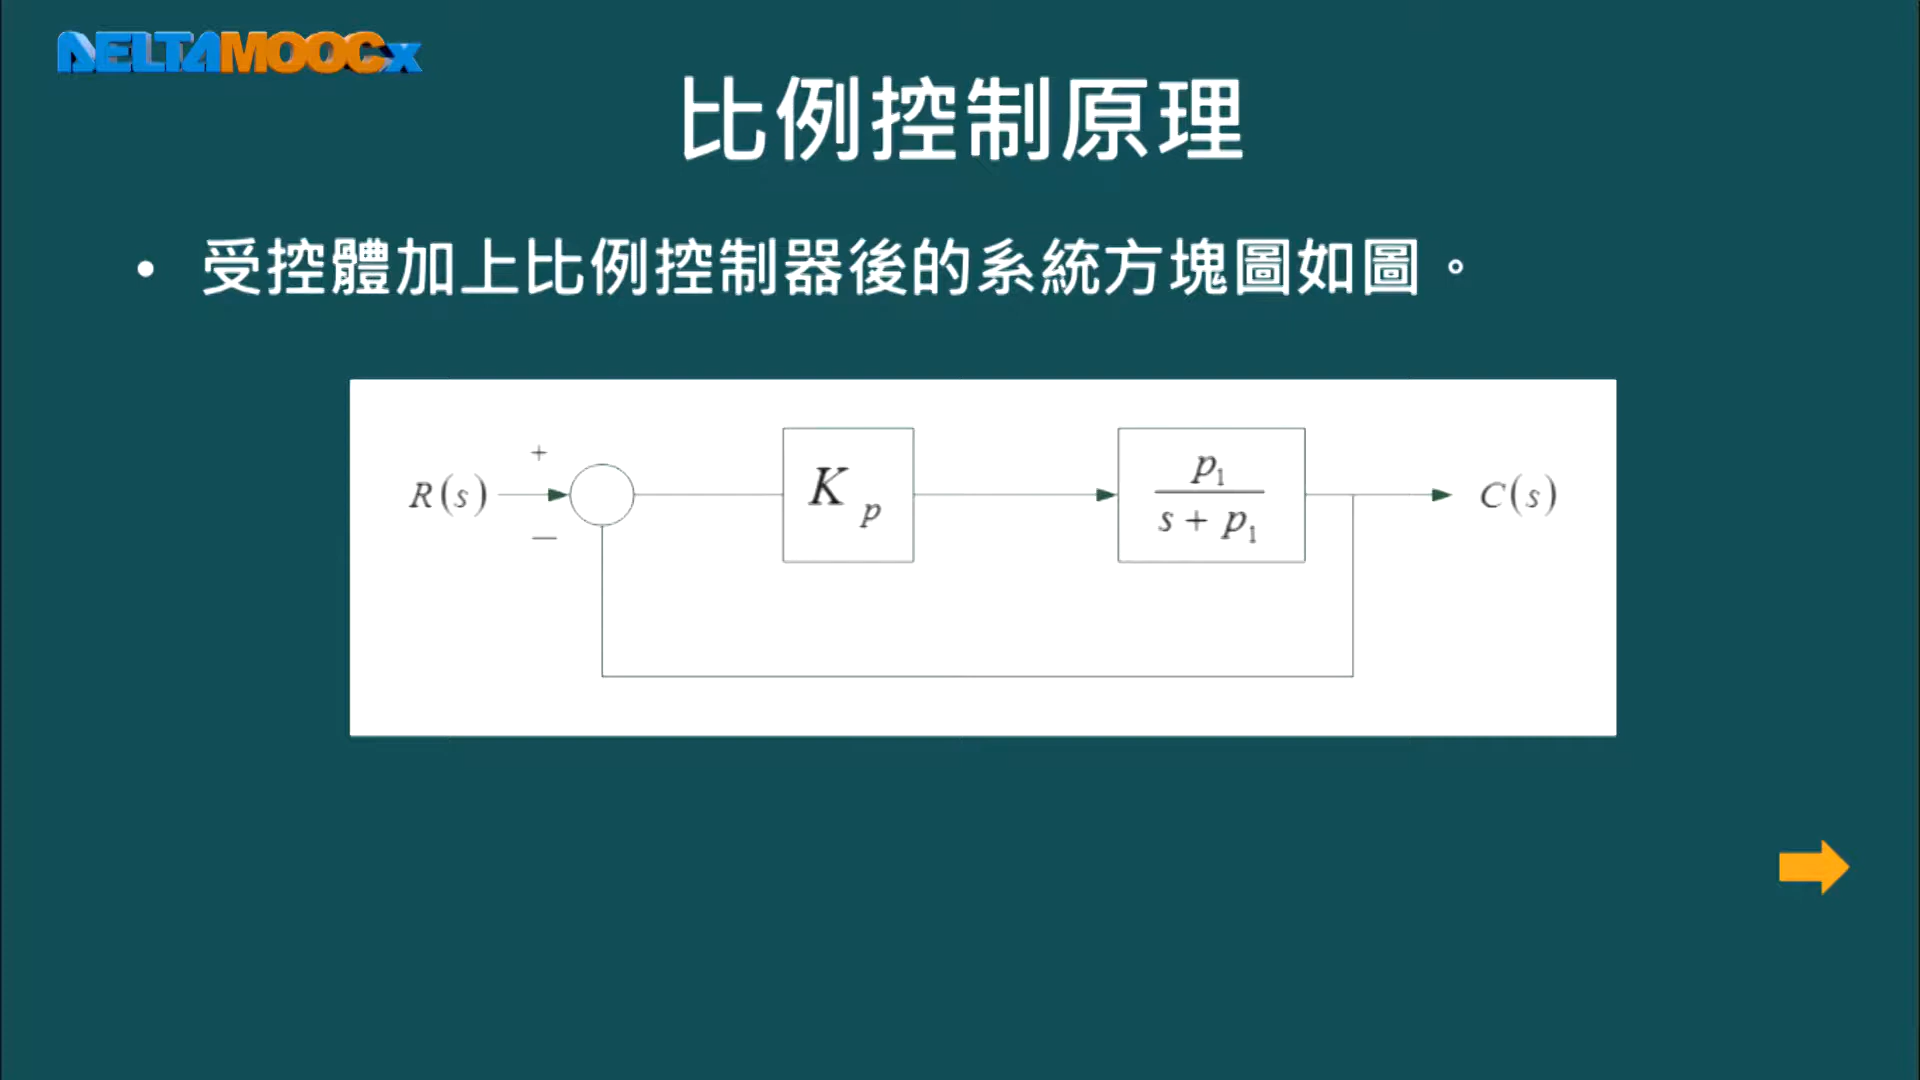 DELTAMOOCx
比例控制原理
• 受控體加上比例控制器後的系統方塊圖如圖。
R(s) + − K p p₁ / s + p₁ C(s)